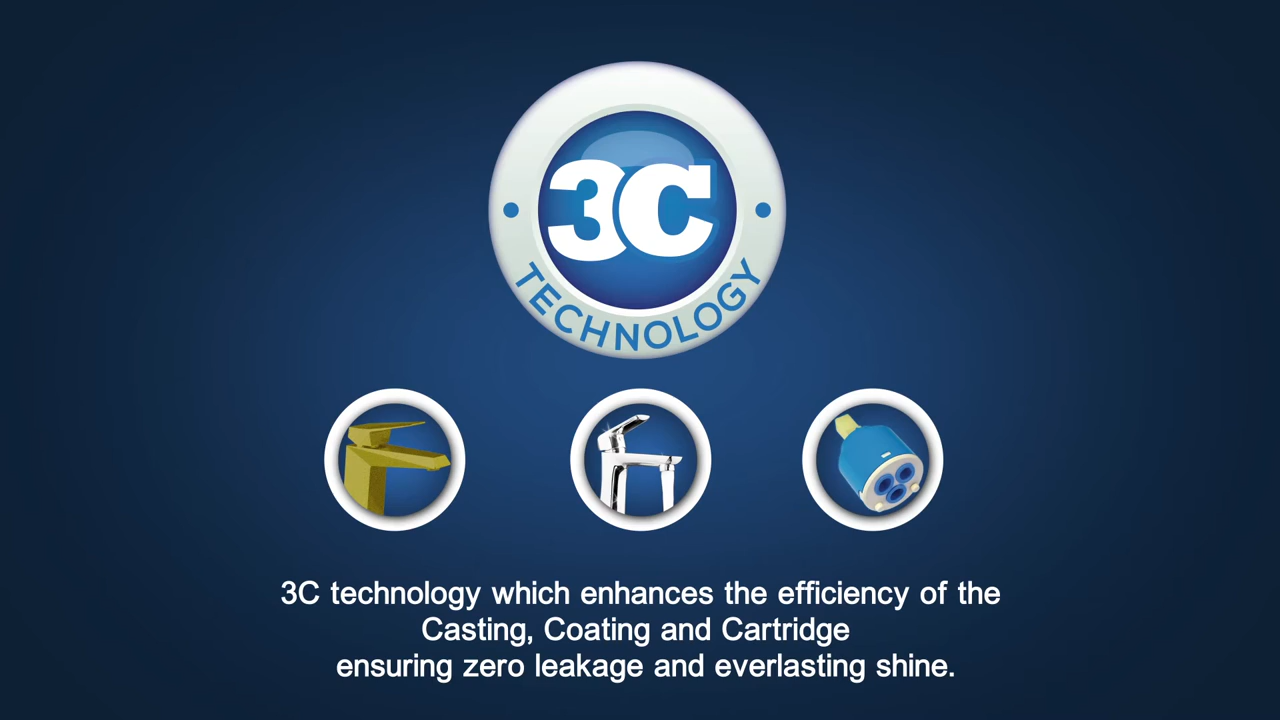 3C
TECHNOLOGY
3C technology which enhances the efficiency of the
Casting, Coating and Cartridge
ensuring zero leakage and everlasting shine.